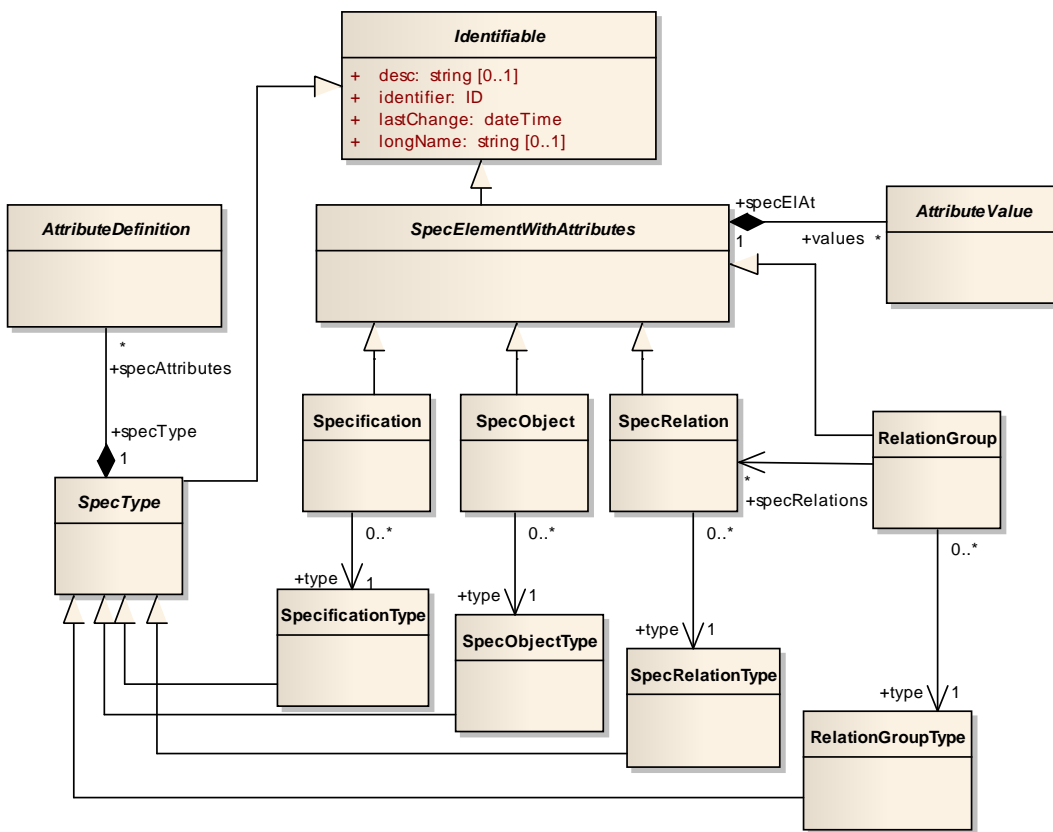 Identifiable
+ desc: string [0..1]
+ identifier: ID
+ lastChange: dateTime
+ longName: string [0..1]
AttributeDefinition
SpecElementWithAttributes
AttributeValue
+specElAt
1
+values *
*
+specAttributes
+specType
1
Specification
SpecObject
SpecRelation
RelationGroup
SpecType
*
+specRelations
0..*
0..*
0..*
0..*
+type 1
SpecificationType
+type 1
SpecObjectType
+type 1
SpecRelationType
+type 1
RelationGroupType